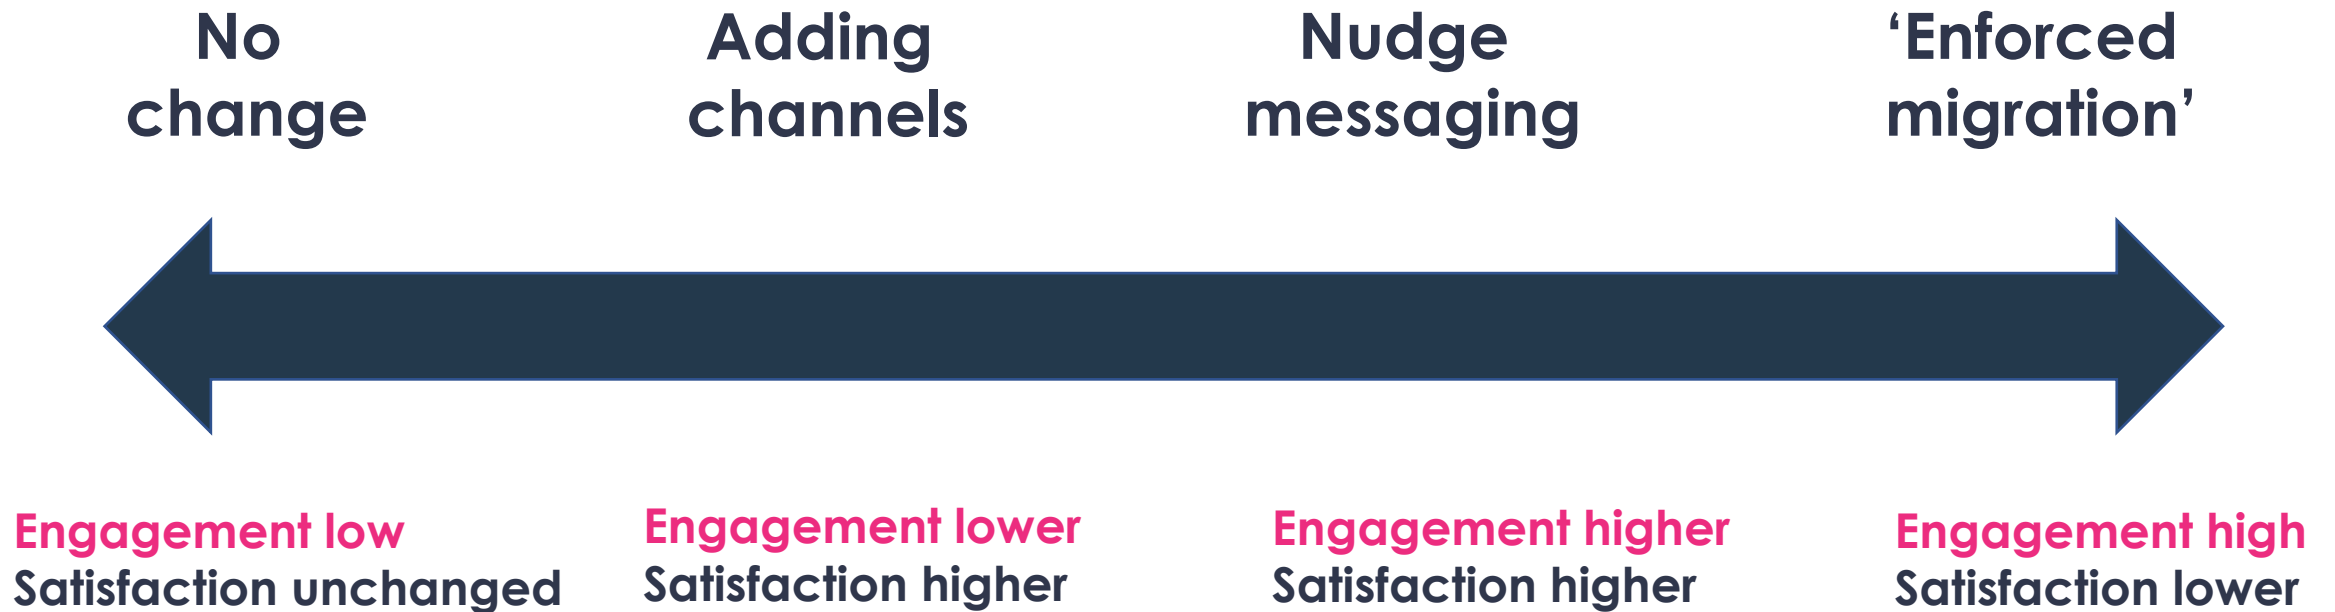 No
change
Adding
channels
Nudge
messaging
‘Enforced
migration’
Engagement low
Satisfaction unchanged
Engagement lower
Satisfaction higher
Engagement higher
Satisfaction higher
Engagement high
Satisfaction lower